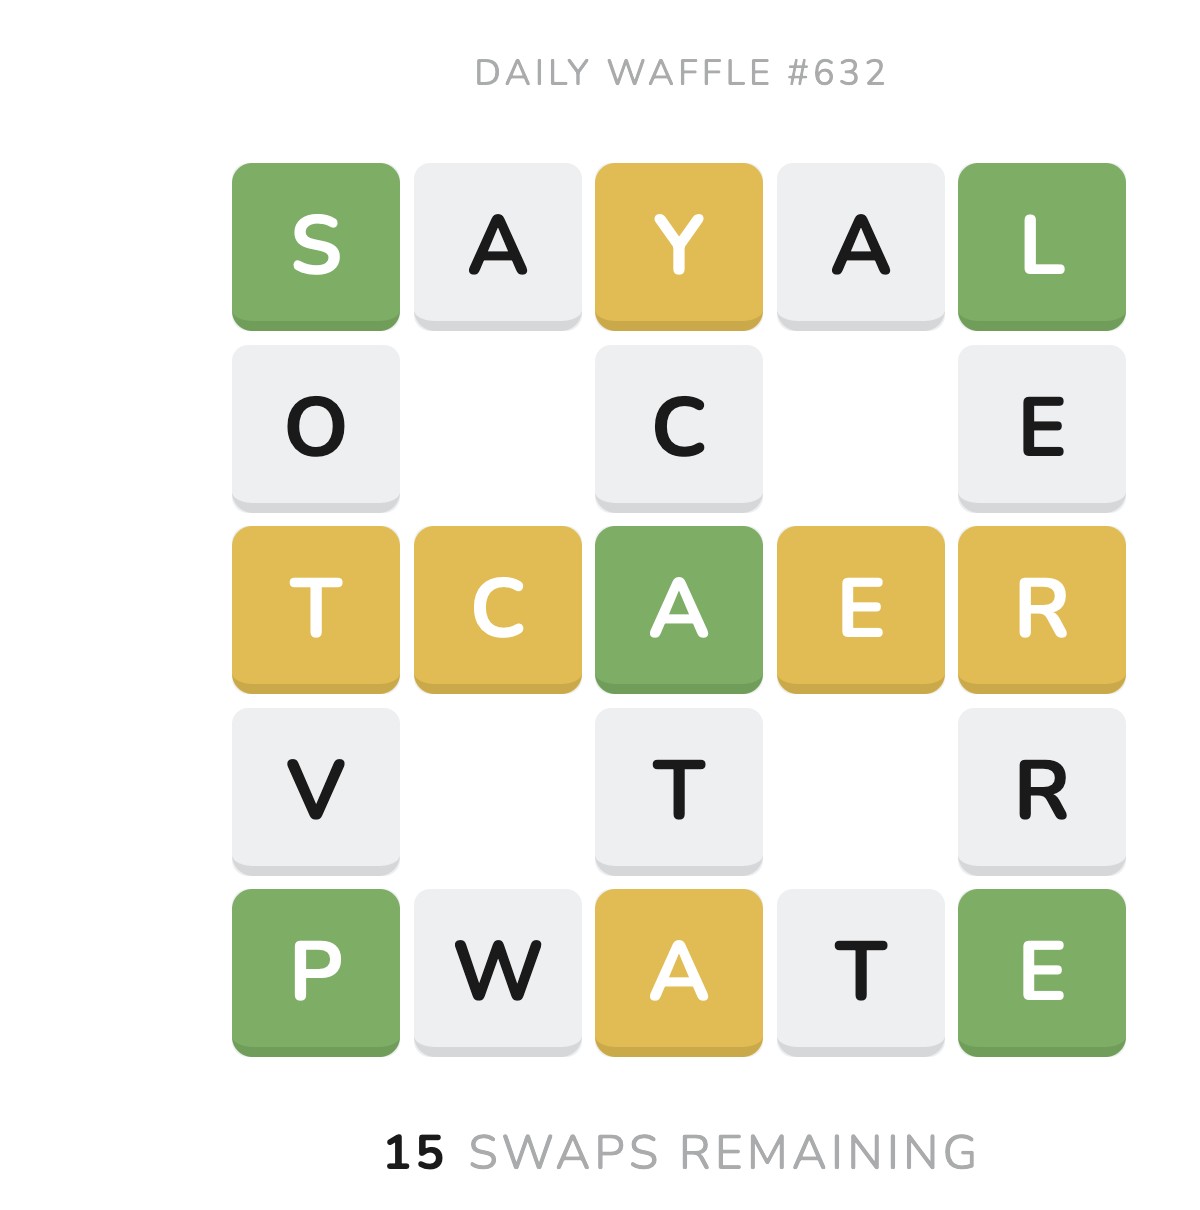 DAILY WAFFLE #632
S A Y A L
O C E
T C A E R
V T R
P W A T E
15 SWAPS REMAINING